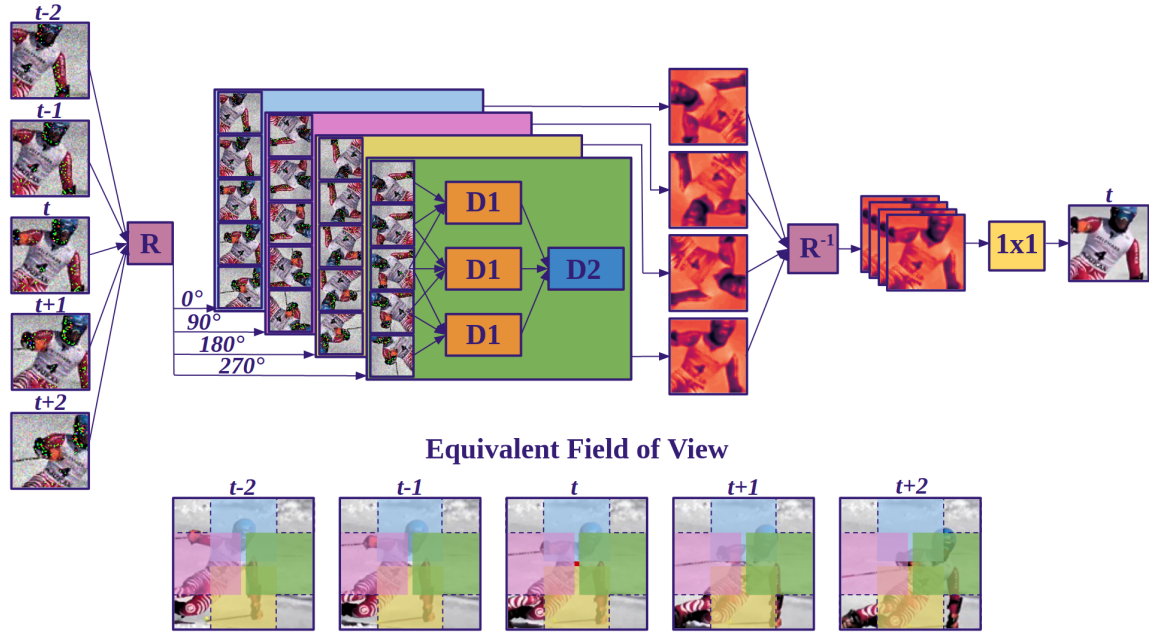 t-2
t-1
t
t+1
t+2
R
0°
90°
180°
270°
D1
D1
D1
D2
R-1
1x1
t
Equivalent Field of View
t-2
t-1
t
t+1
t+2